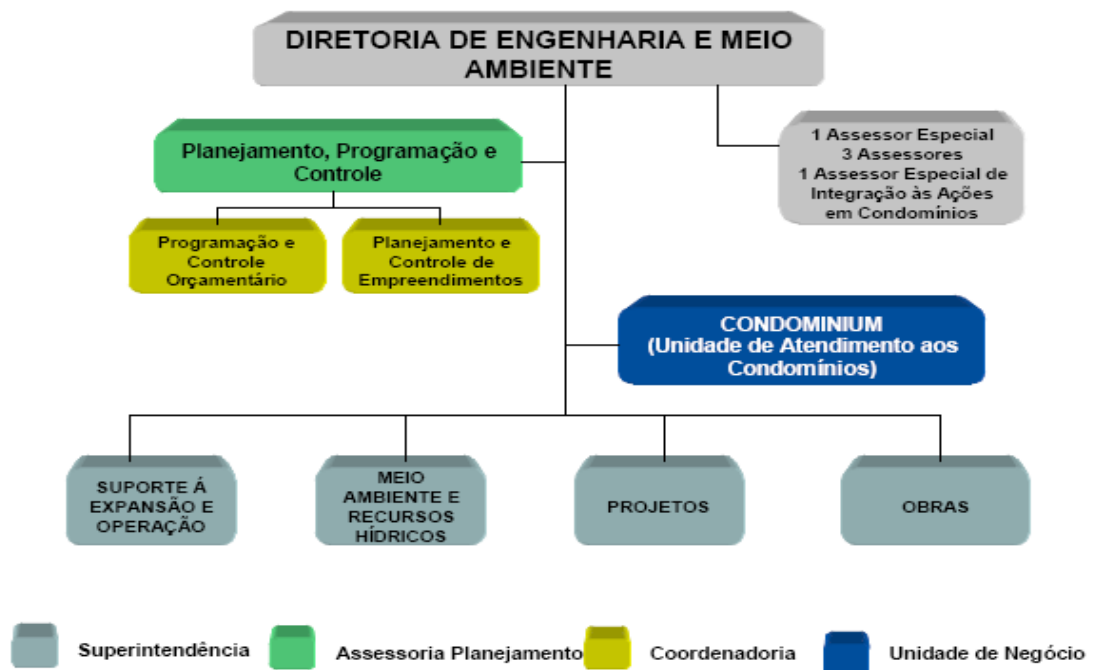 DIRETORIA DE ENGENHARIA E MEIO
AMBIENTE
1 Assessor Especial
3 Assessores
1 Assessor Especial de
Integração às Ações
em Condomínios
Planejamento, Programação e
Controle
Programação e
Controle
Orçamentário
Planejamento e
Controle de
Empreendimentos
CONDOMINIUM
(Unidade de Atendimento aos
Condomínios)
SUPORTE Á
EXPANSÃO E
OPERAÇÃO
MEIO
AMBIENTE E
RECURSOS
HÍDRICOS
PROJETOS
OBRAS
Superintendência
Assessoria Planejamento
Coordenadoria
Unidade de Negócio